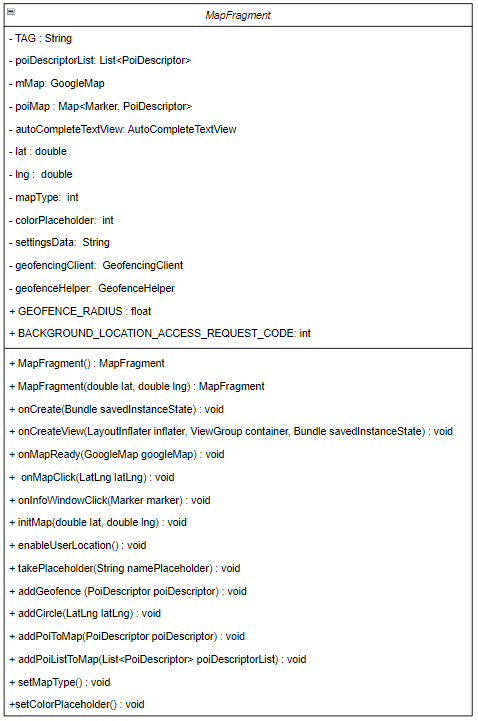 MapFragment
- TAG : String
- poiDescriptorList: List<PoiDescriptor>
- mMap: GoogleMap
- poiMap : Map<Marker, PoiDescriptor>
- autoCompleteTextView: AutoCompleteTextView
- lat : double
- lng :  double
- mapType:  int
- colorPlaceholder:  int
- settingsData:  String
- geofencingClient:  GeofencingClient
- geofenceHelper:  GeofenceHelper
+ GEOFENCE_RADIUS : float
+ BACKGROUND_LOCATION_ACCESS_REQUEST_CODE: int
+ MapFragment() : MapFragment
+ MapFragment(double lat, double lng) : MapFragment
+ onCreate(Bundle savedInstanceState) : void
+ onCreateView(LayoutInflater inflater, ViewGroup container, Bundle savedInstanceState) : void
+ onMapReady(GoogleMap googleMap) : void
+  onMapClick(LatLng latLng) : void
+ onInfoWindowClick(Marker marker) : void
+ initMap(double lat, double lng) : void
+ enableUserLocation() : void
+ takePlaceholder(String namePlaceholder) : void
+ addGeofence (PoiDescriptor poiDescriptor) : void
+ addCircle(LatLng latLng) : void
+ addPoiToMap(PoiDescriptor poiDescriptor) : void
+ addPoiListToMap(List<PoiDescriptor> poiDescriptorList) : void
+ setMapType() : void
+setColorPlaceholder() : void